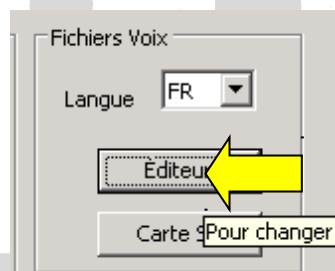 Fichiers Voix
Langue FR
Editeu
Carte S
Pour changer